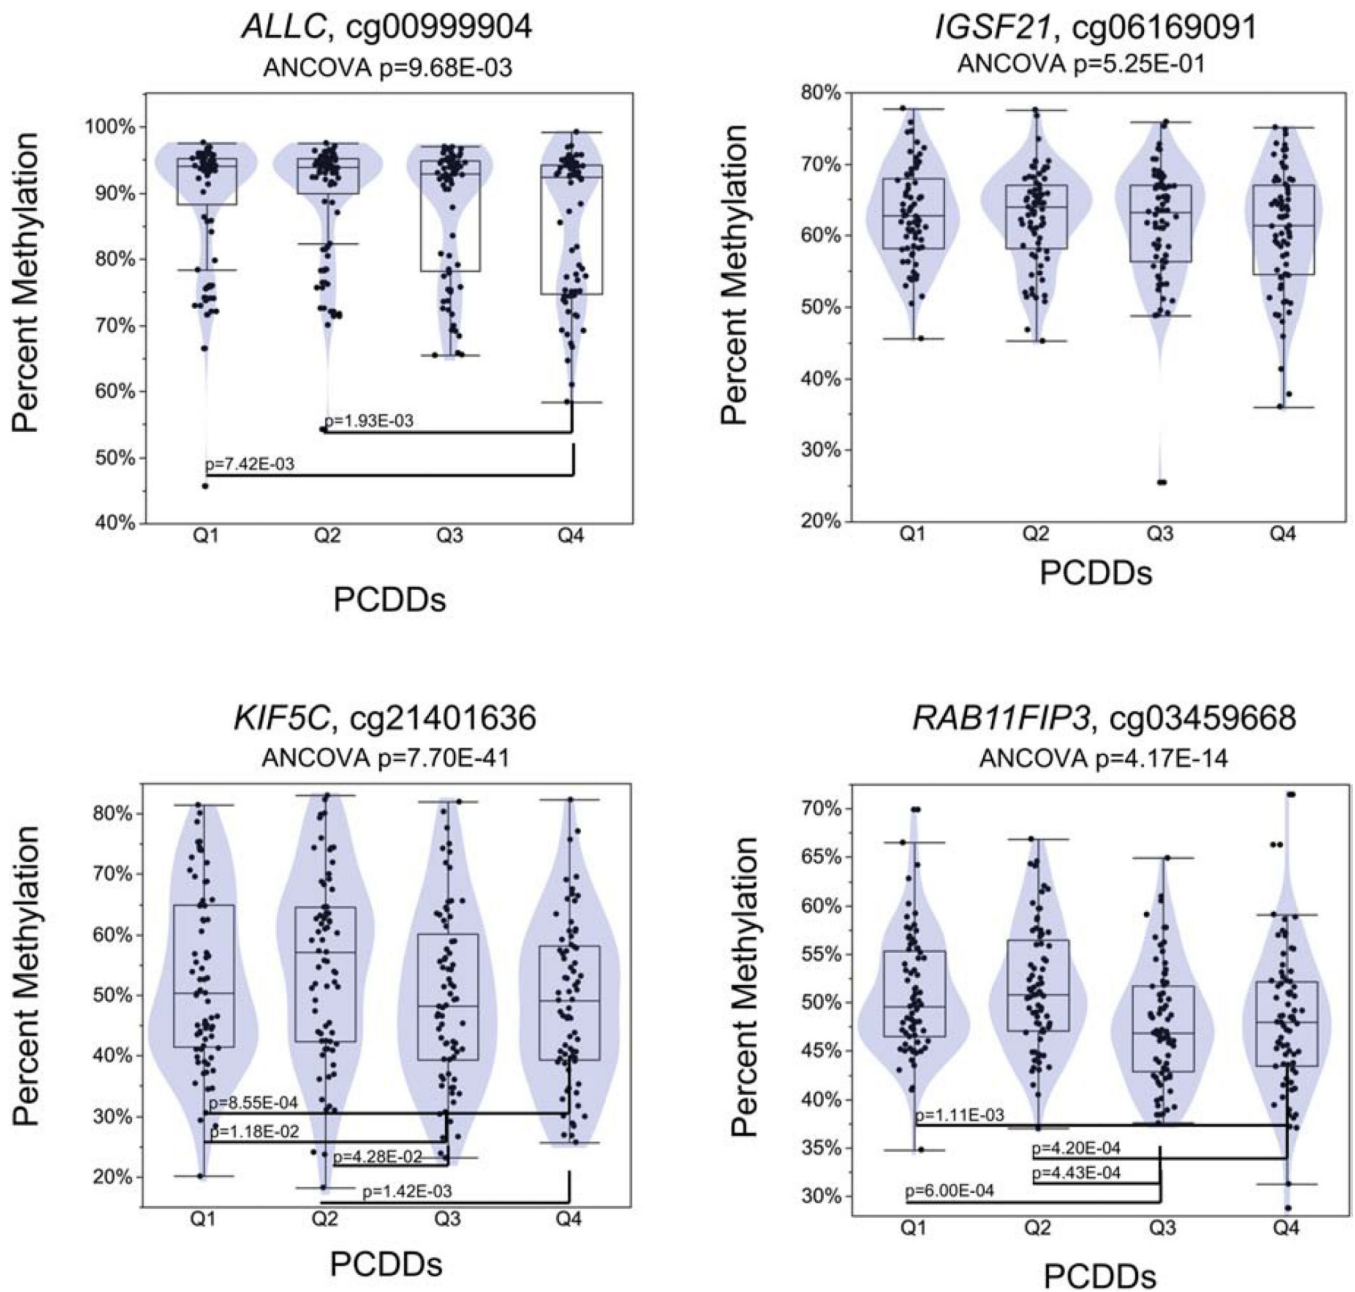 ALLC, cg00999904
ANCOVA p=9.68E-03
Percent Methylation
100%
90%
80%
70%
60%
50%
40%
p=1.93E-03
p=7.42E-03
Q1 Q2 Q3 Q4
PCDDs
IGSF21, cg06169091
ANCOVA p=5.25E-01
Percent Methylation
80%
70%
60%
50%
40%
30%
20%
Q1 Q2 Q3 Q4
PCDDs
KIF5C, cg21401636
ANCOVA p=7.70E-41
Percent Methylation
80%
70%
60%
50%
40%
30%
20%
p=8.55E-04
p=1.18E-02
p=4.28E-02
p=1.42E-03
Q1 Q2 Q3 Q4
PCDDs
RAB11FIP3, cg03459668
ANCOVA p=4.17E-14
Percent Methylation
70%
65%
60%
55%
50%
45%
40%
35%
30%
p=1.11E-03
p=4.20E-04
p=4.43E-04
p=6.00E-04
Q1 Q2 Q3 Q4
PCDDs